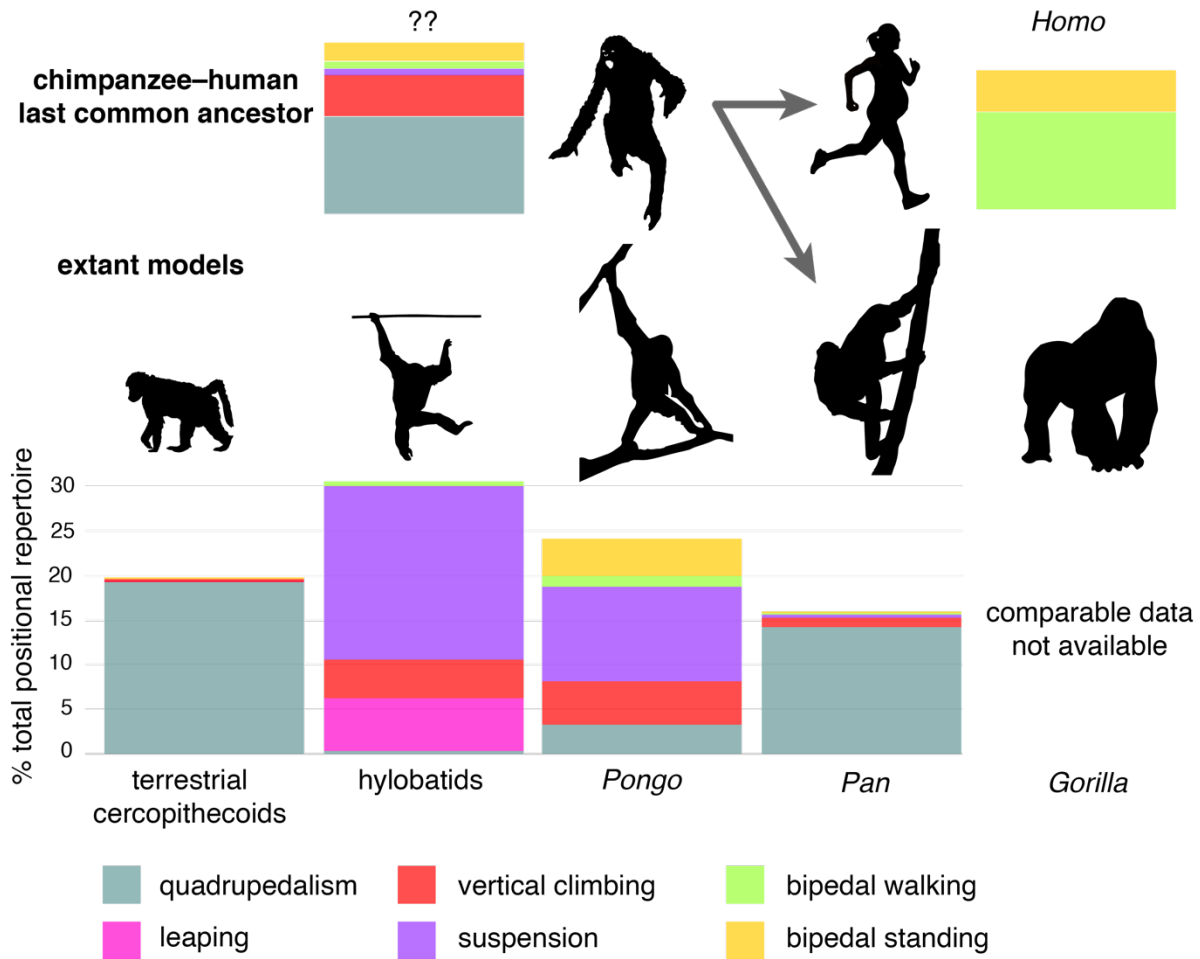 ??
Homo
chimpanzee–human
last common ancestor
extant models
% total positional repertoire
30
25
20
15
10
5
0
comparable data
not available
terrestrial
cercopithecoids
hylobatids
Pongo
Pan
Gorilla
quadrupedalism
vertical climbing
bipedal walking
leaping
suspension
bipedal standing